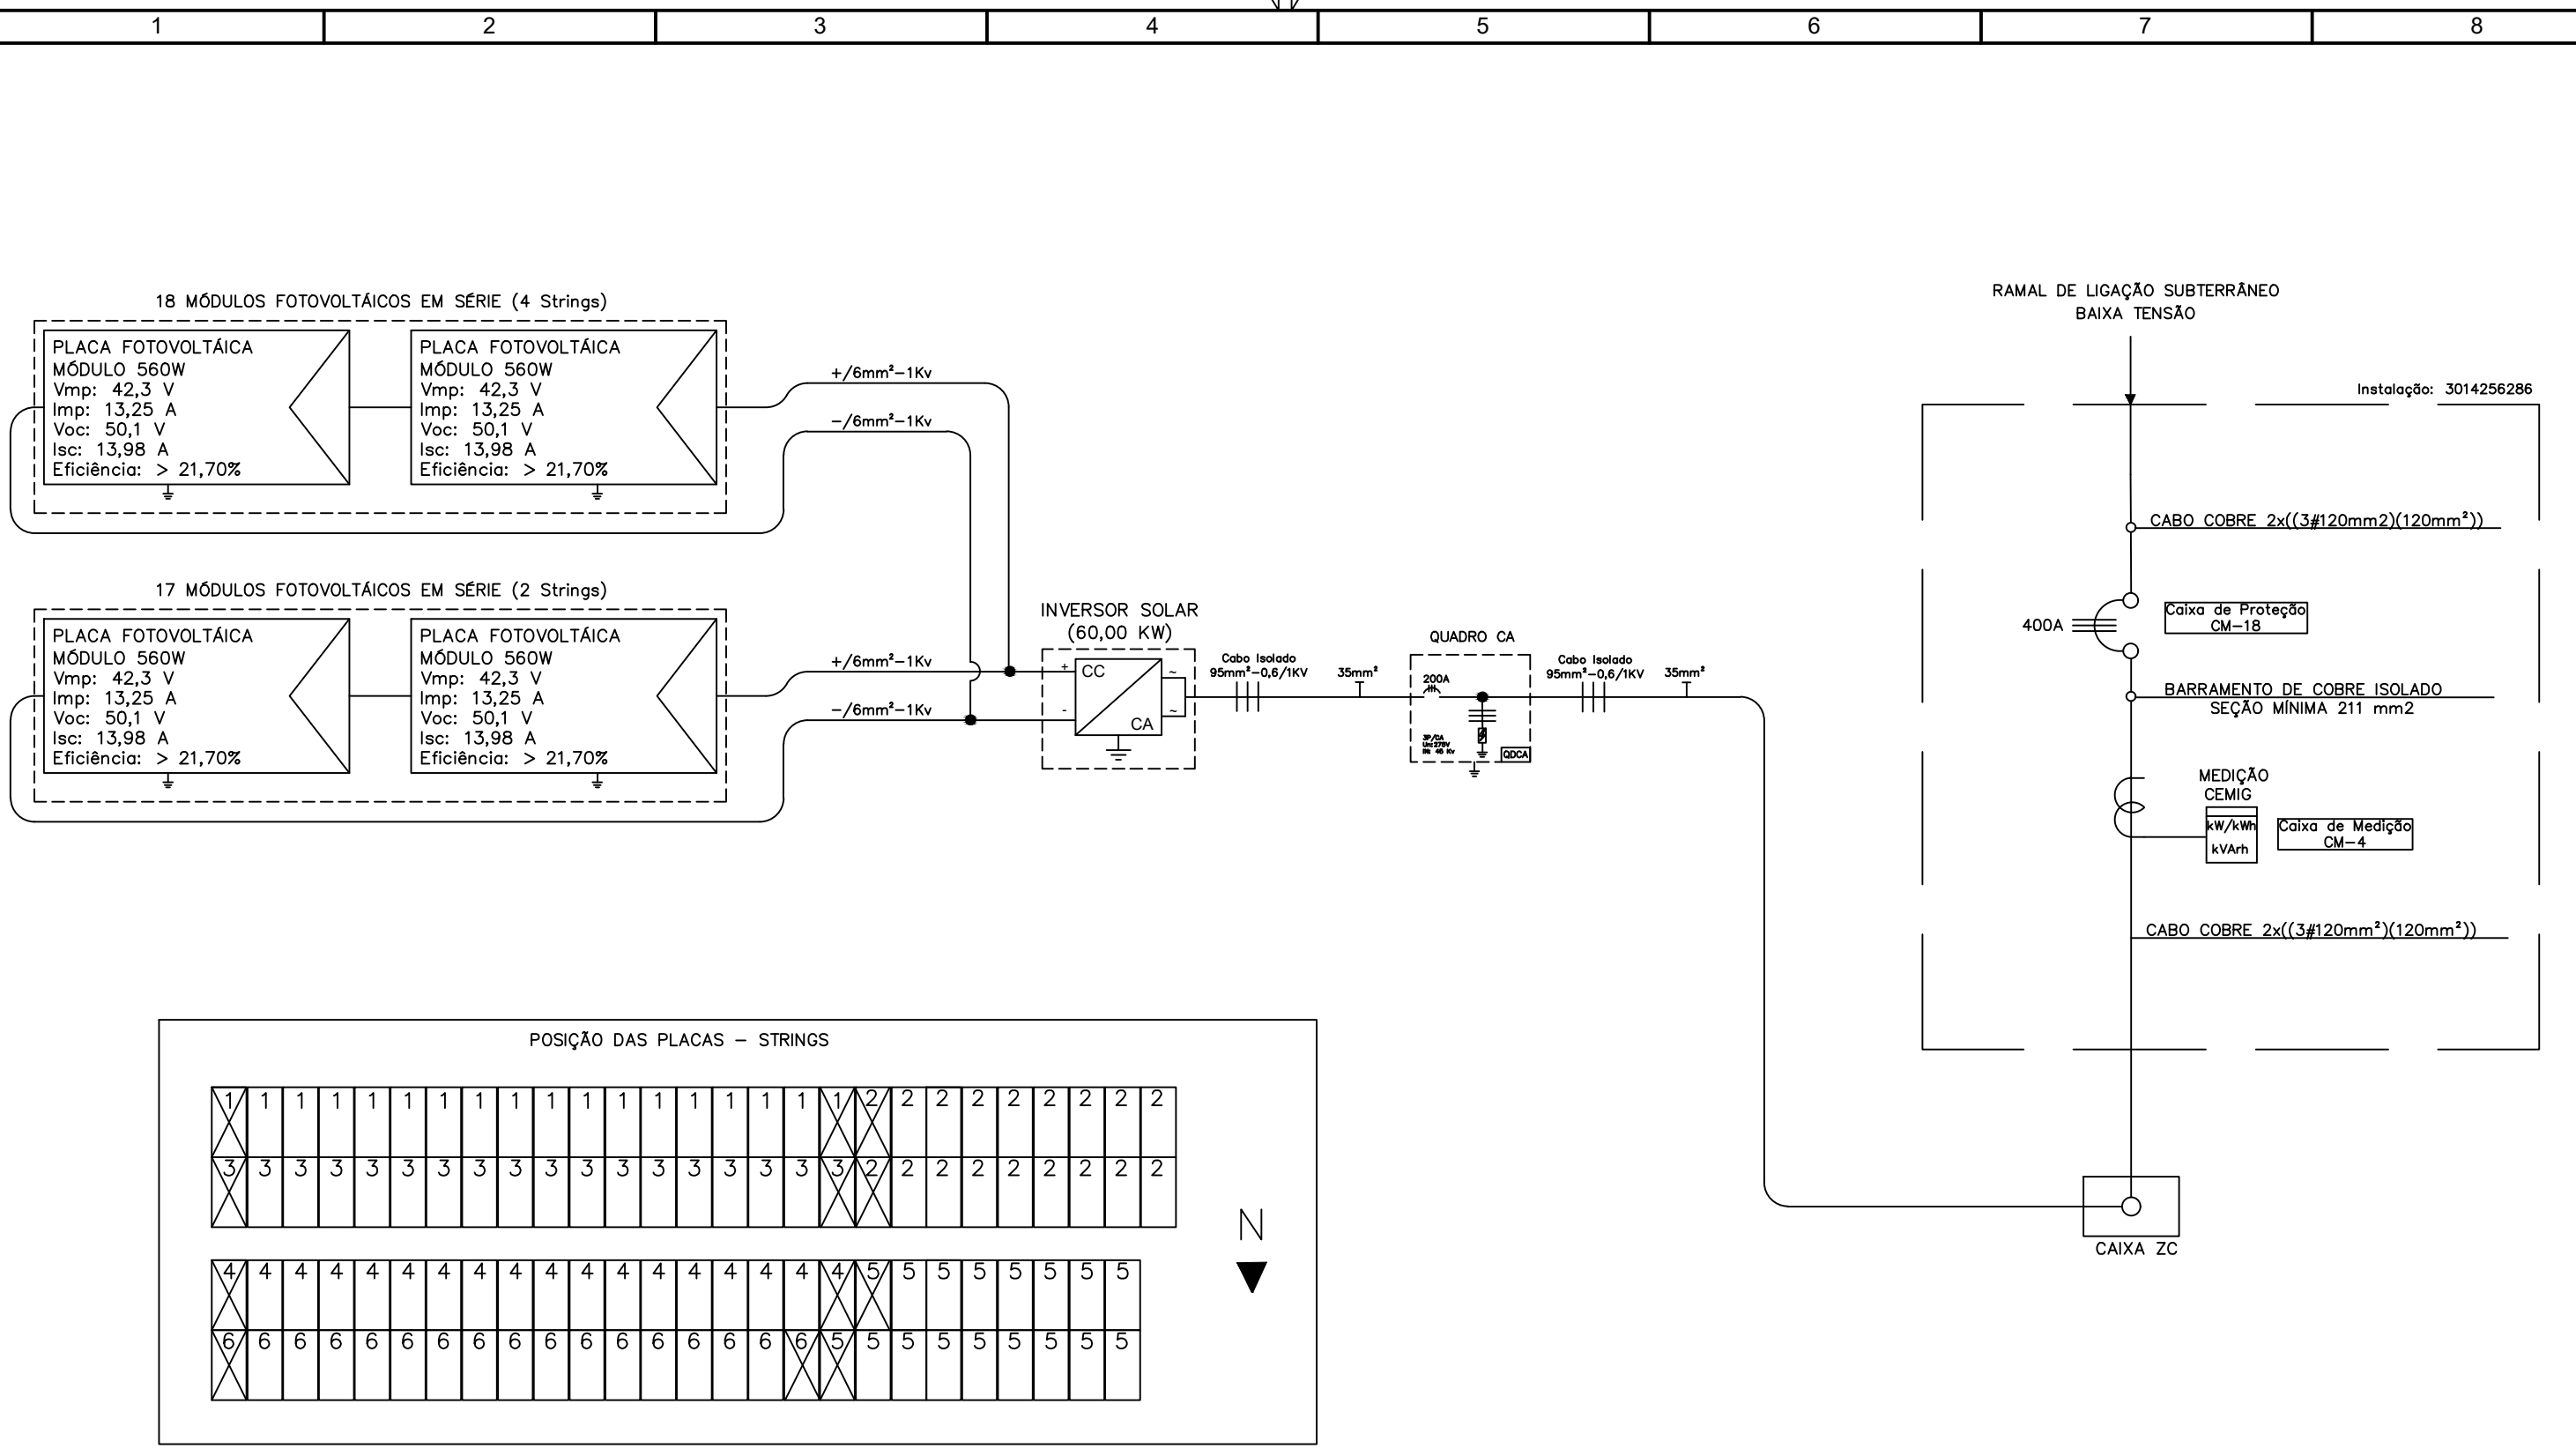 1 2 3 4 5 6 7 8
18 MÓDULOS FOTOVOLTÁICOS EM SÉRIE (4 Strings)
PLACA FOTOVOLTÁICA
MÓDULO 560W
Vmp: 42,3 V
Imp: 13,25 A
Voc: 50,1 V
Isc: 13,98 A
Eficiência: > 21,70%
PLACA FOTOVOLTÁICA
MÓDULO 560W
Vmp: 42,3 V
Imp: 13,25 A
Voc: 50,1 V
Isc: 13,98 A
Eficiência: > 21,70%
+/6mm²-1Kv
-/6mm²-1Kv
17 MÓDULOS FOTOVOLTÁICOS EM SÉRIE (2 Strings)
PLACA FOTOVOLTÁICA
MÓDULO 560W
Vmp: 42,3 V
Imp: 13,25 A
Voc: 50,1 V
Isc: 13,98 A
Eficiência: > 21,70%
PLACA FOTOVOLTÁICA
MÓDULO 560W
Vmp: 42,3 V
Imp: 13,25 A
Voc: 50,1 V
Isc: 13,98 A
Eficiência: > 21,70%
+/6mm²-1Kv
-/6mm²-1Kv
INVERSOR SOLAR
(60,00 KW)
+ CC ~
- CA ~
Cabo Isolado
95mm²-0,6/1KV
35mm²
QUADRO CA
200A
3P/CA
QDCA
Cabo Isolado
95mm²-0,6/1KV
35mm²
RAMAL DE LIGAÇÃO SUBTERRÂNEO
BAIXA TENSÃO
Instalação: 3014256286
CABO COBRE 2x((3#120mm2)(120mm²))
400A
Caixa de Proteção
CM-18
BARRAMENTO DE COBRE ISOLADO
SEÇÃO MÍNIMA 211 mm2
MEDIÇÃO
CEMIG
kW/kWh
kVArh
Caixa de Medição
CM-4
CABO COBRE 2x((3#120mm²)(120mm²))
CAIXA ZC
POSIÇÃO DAS PLACAS - STRINGS
1 1 1 1 1 1 1 1 1 1 1 1 1 1 1 1 1 1 2 2 2 2 2 2 2 2 2
3 3 3 3 3 3 3 3 3 3 3 3 3 3 3 3 3 3 2 2 2 2 2 2 2 2 2
4 4 4 4 4 4 4 4 4 4 4 4 4 4 4 4 4 4 5 5 5 5 5 5 5 5
6 6 6 6 6 6 6 6 6 6 6 6 6 6 6 6 6 5 5 5 5 5 5 5 5 5
N